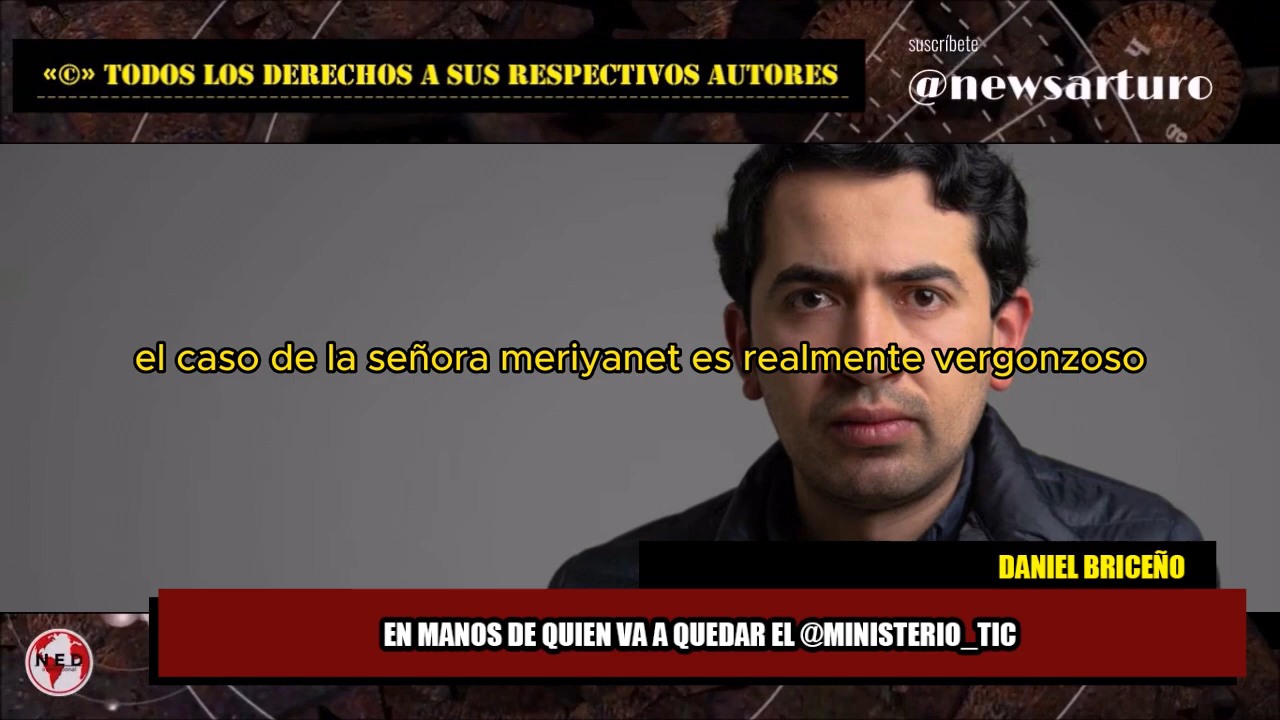 «©» TODOS LOS DERECHOS A SUS RESPECTIVOS AUTORES
suscríbete
@newsarturo
el caso de la señora meriyanet es realmente vergonzoso
DANIEL BRICEÑO
EN MANOS DE QUIEN VA A QUEDAR EL @MINISTERIO_TIC
NED